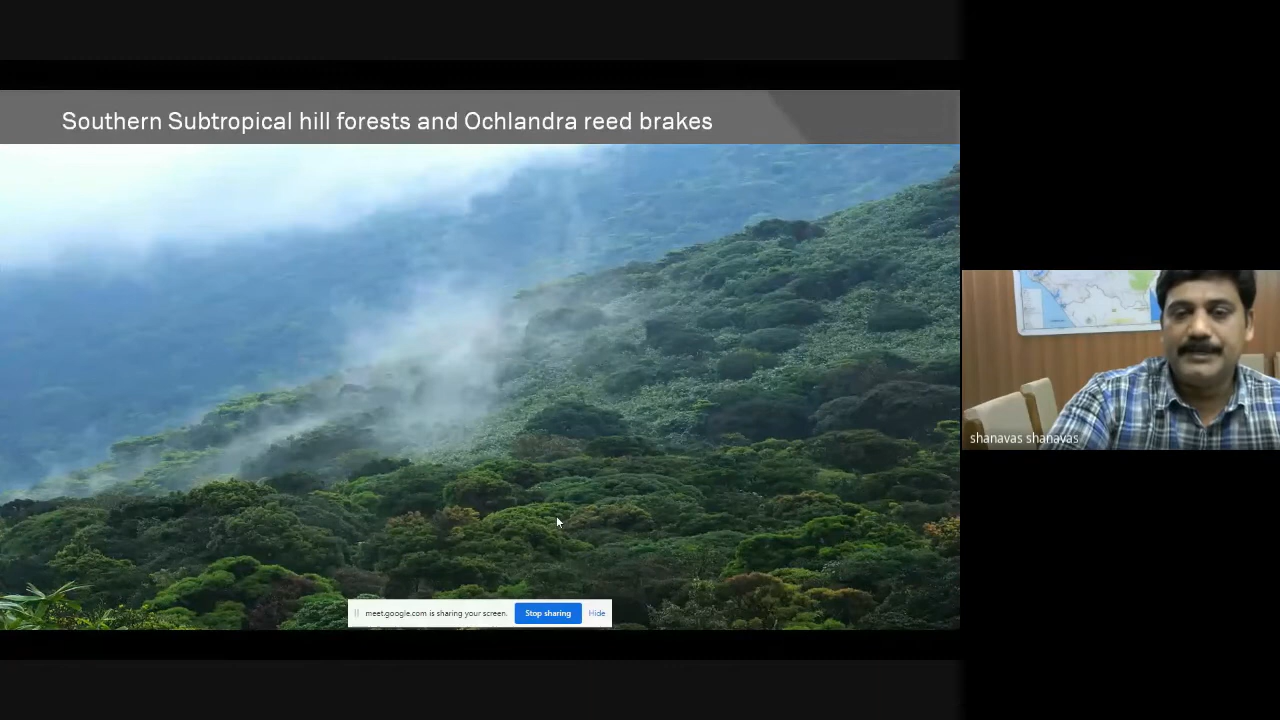 Southern Subtropical hill forests and Ochlandra reed brakes
shanavas shanavas
meet.google.com is sharing your screen.
Stop sharing
Hide